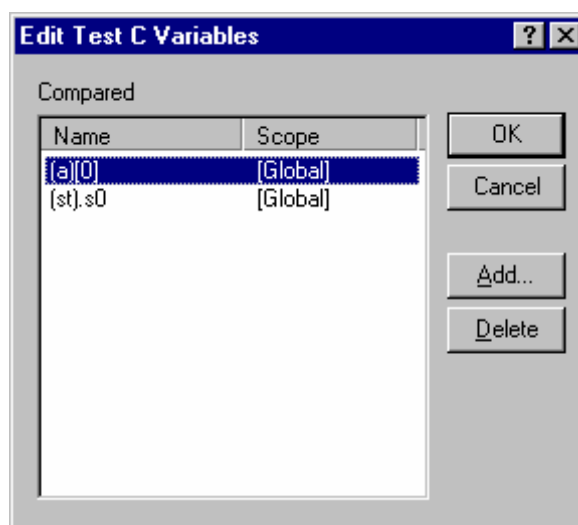 Edit Test C Variables
Compared
Name Scope
(a)[0] [Global]
(st).s0 [Global]
OK
Cancel
Add...
Delete